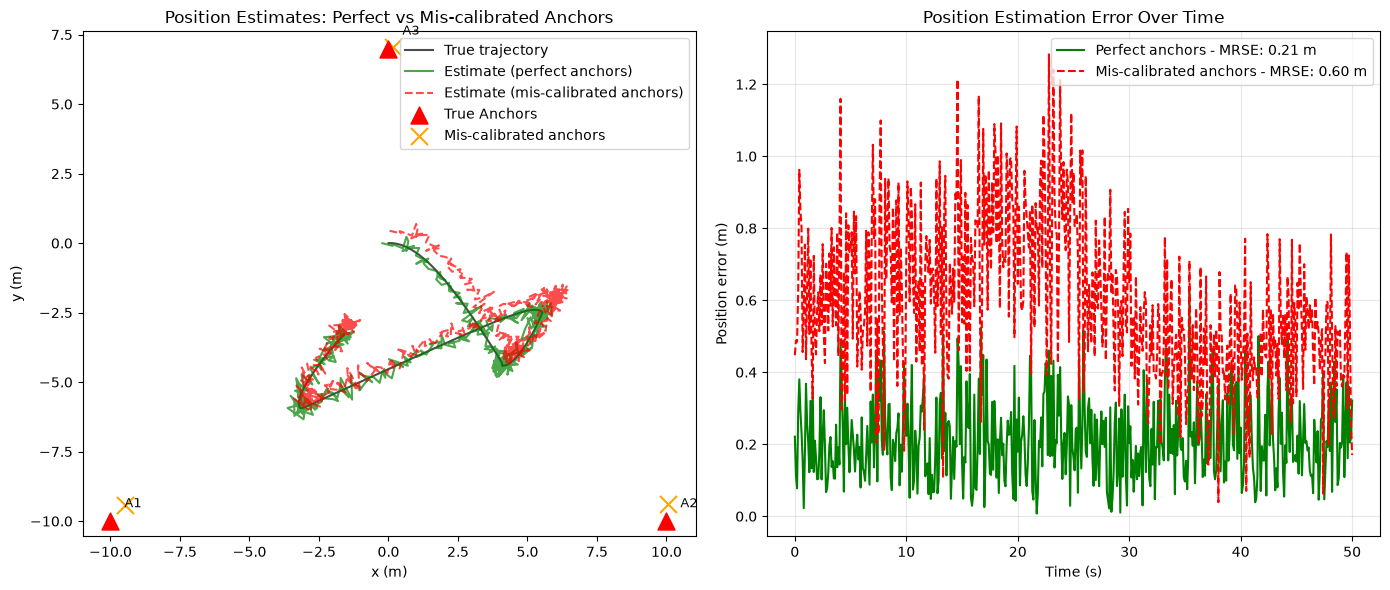 Position Estimates: Perfect vs Mis-calibrated Anchors
A3
True trajectory
Estimate (perfect anchors)
Estimate (mis-calibrated anchors)
True Anchors
Mis-calibrated anchors
7.5
5.0
2.5
0.0
−2.5
−5.0
−7.5
−10.0
y (m)
A1
A2
−10.0 −7.5 −5.0 −2.5 0.0 2.5 5.0 7.5 10.0
x (m)
Position Estimation Error Over Time
Perfect anchors - MRSE: 0.21 m
Mis-calibrated anchors - MRSE: 0.60 m
1.2
1.0
0.8
0.6
0.4
0.2
0.0
Position error (m)
0 10 20 30 40 50
Time (s)